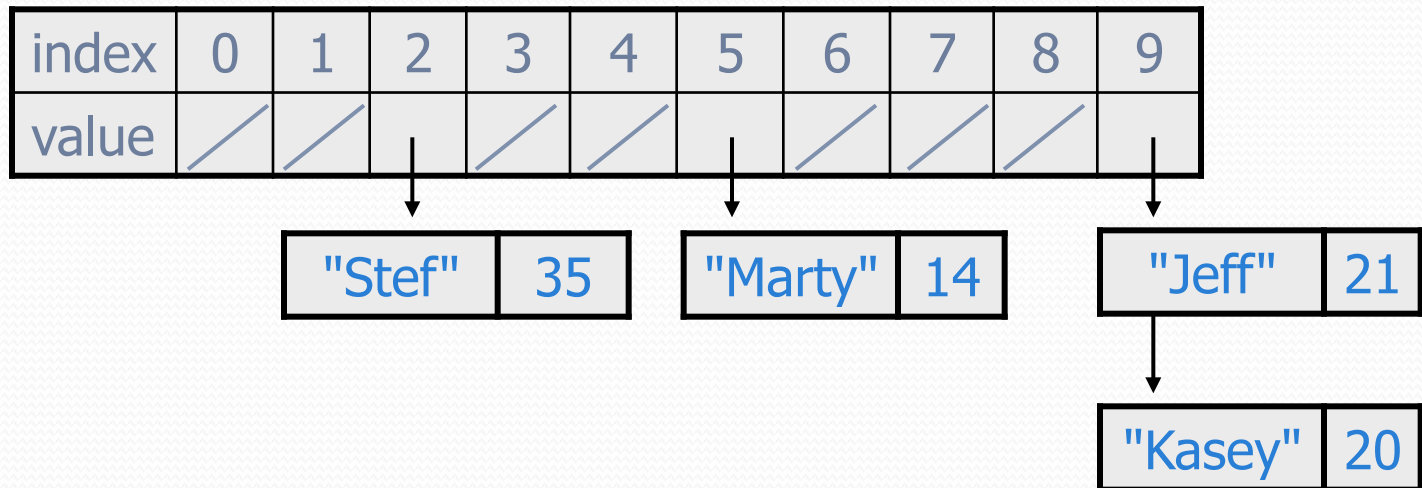 index 0 1 2 3 4 5 6 7 8 9
value
"Stef" 35 "Marty" 14 "Jeff" 21
"Kasey" 20